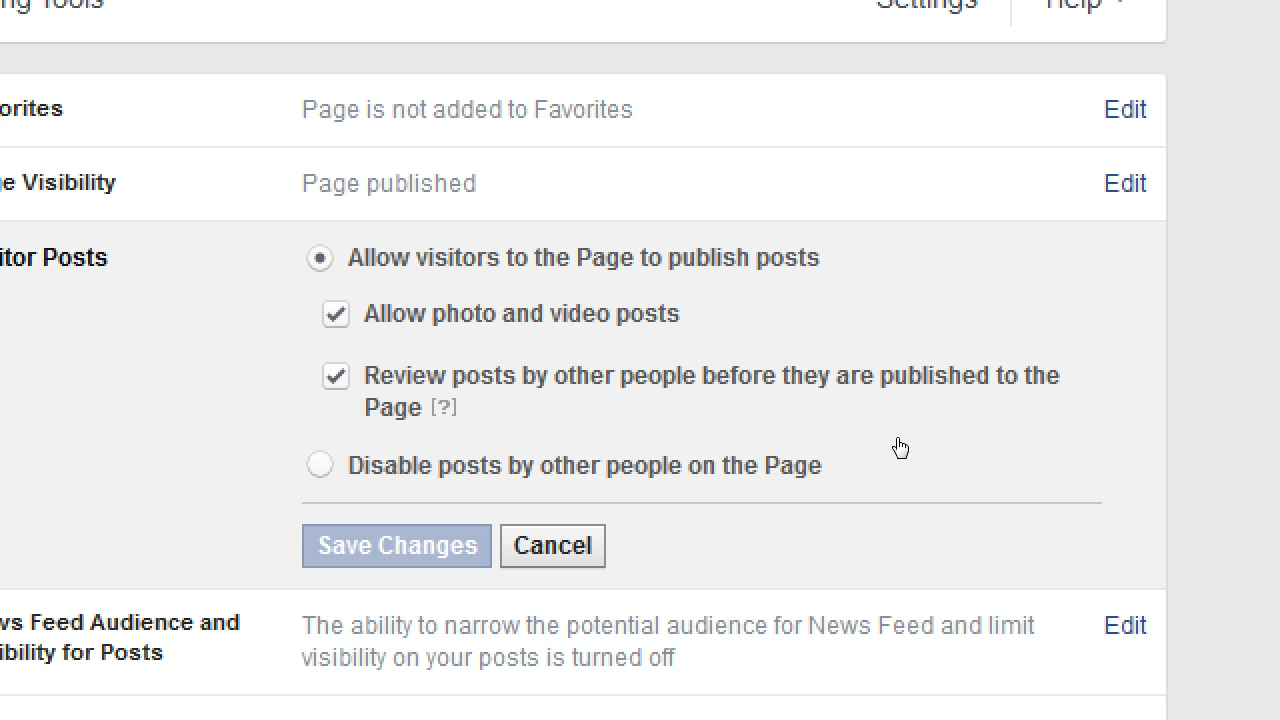 ng Tools Settings Help
orites Page is not added to Favorites Edit
e Visibility Page published Edit
itor Posts Allow visitors to the Page to publish posts
Allow photo and video posts
Review posts by other people before they are published to the
Page [?]
Disable posts by other people on the Page
Save Changes Cancel
ws Feed Audience and The ability to narrow the potential audience for News Feed and limit Edit
ibility for Posts visibility on your posts is turned off